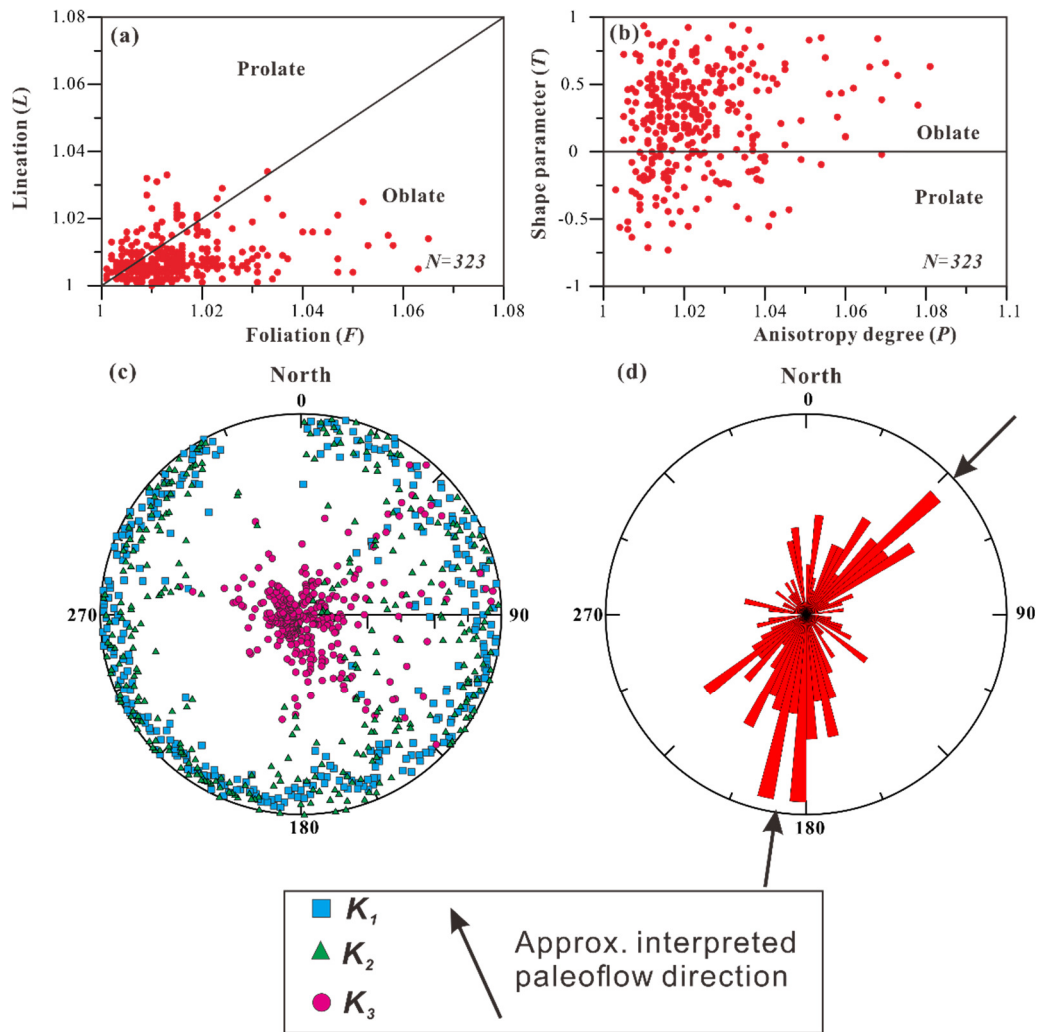 (a)
1.08
1.06
1.04
1.02
1
Lineation (L)
Prolate
Oblate
N=323
1
1.02
1.04
1.06
1.08
Foliation (F)
(b)
1
0.5
0
-0.5
-1
Shape parameter (T)
Oblate
Prolate
N=323
1
1.02
1.04
1.06
1.08
1.1
Anisotropy degree (P)
(c)
North
0
270
90
180
(d)
North
0
270
90
180
K1
K2
K3
Approx. interpreted
paleoflow direction